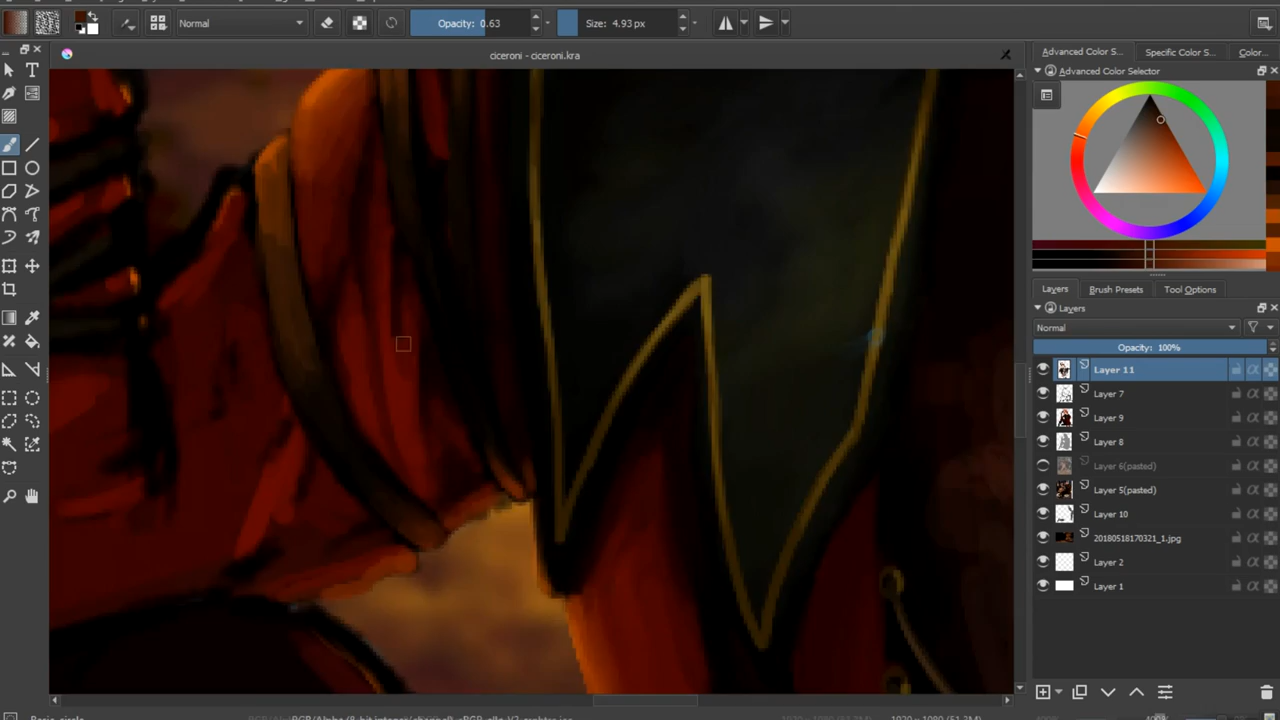 Normal
Opacity: 0.63
Size: 4.93 px
ciceroni - ciceroni.kra
Advanced Color S...
Specific Color S...
Color...
Advanced Color Selector
Layers
Brush Presets
Tool Options
Layers
Normal
Opacity: 100%
Layer 11
Layer 7
Layer 9
Layer 8
Layer 6(pasted)
Layer 5(pasted)
Layer 10
20180518170321_1.jpg
Layer 2
Layer 1